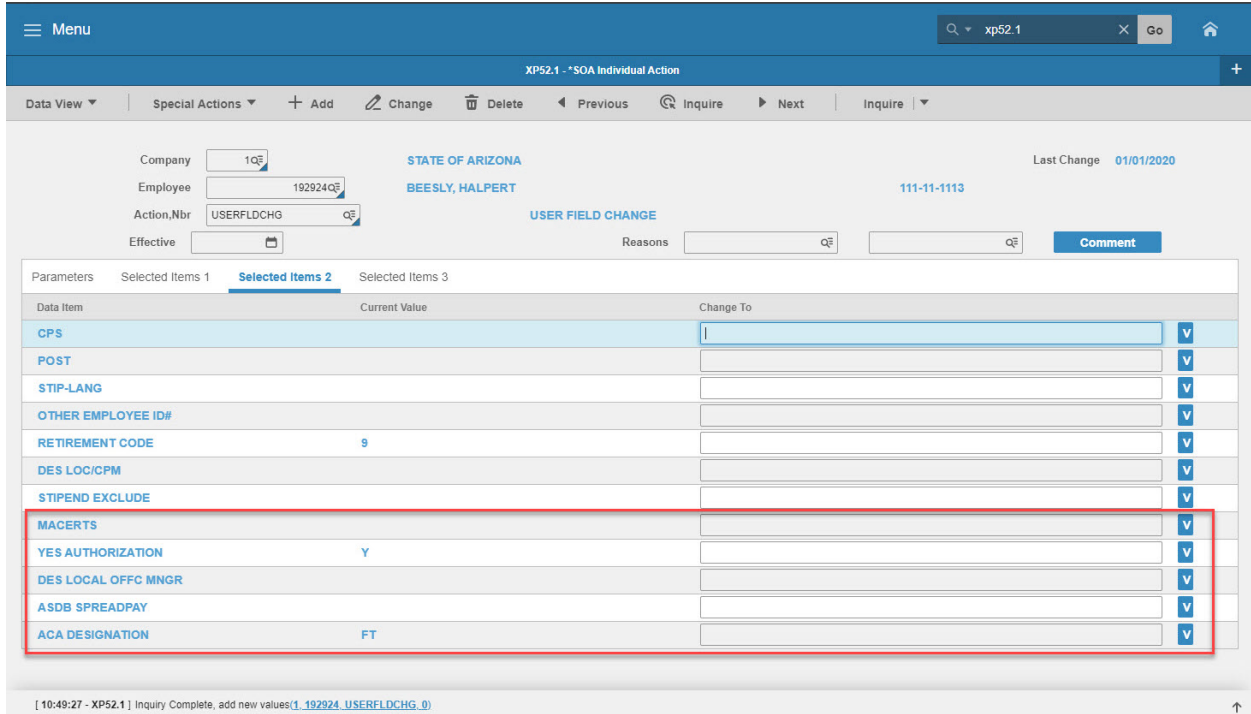 Menu
xp52.1
Go
XP52.1 - *SOA Individual Action
Data View Special Actions Add Change Delete Previous Inquire Next Inquire
Company 1 STATE OF ARIZONA Last Change 01/01/2020
Employee 192924 BEESLY, HALPERT 111-11-1113
Action,Nbr USERFLDCHG USER FIELD CHANGE
Effective Reasons Comment
Parameters Selected Items 1 Selected Items 2 Selected Items 3
Data Item Current Value Change To
CPS V
POST V
STIP-LANG V
OTHER EMPLOYEE ID# V
RETIREMENT CODE 9 V
DES LOC/CPM V
STIPEND EXCLUDE V
MACERTS V
YES AUTHORIZATION Y V
DES LOCAL OFFC MNGR V
ASDB SPREADPAY V
ACA DESIGNATION FT V
[ 10:49:27 - XP52.1 ] Inquiry Complete, add new values(1, 192924, USERFLDCHG, 0)